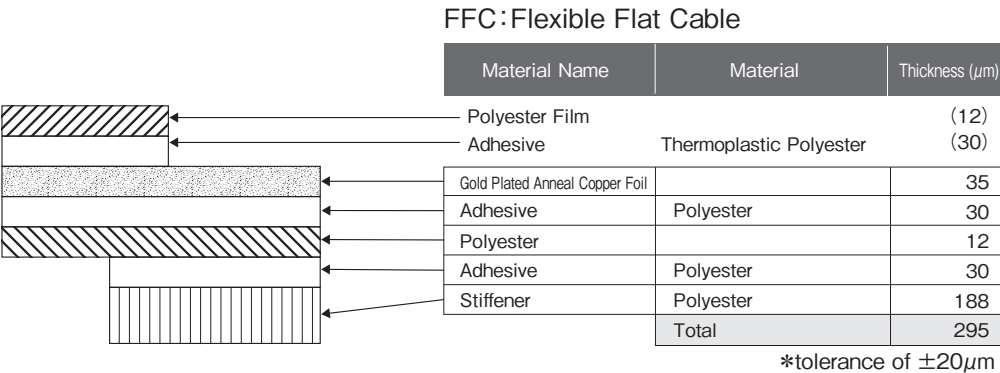 FFC:Flexible Flat Cable
Material Name Material Thickness (μm)
Polyester Film (12)
Adhesive Thermoplastic Polyester (30)
Gold Plated Anneal Copper Foil 35
Adhesive Polyester 30
Polyester 12
Adhesive Polyester 30
Stiffener Polyester 188
Total 295
*tolerance of ±20μm